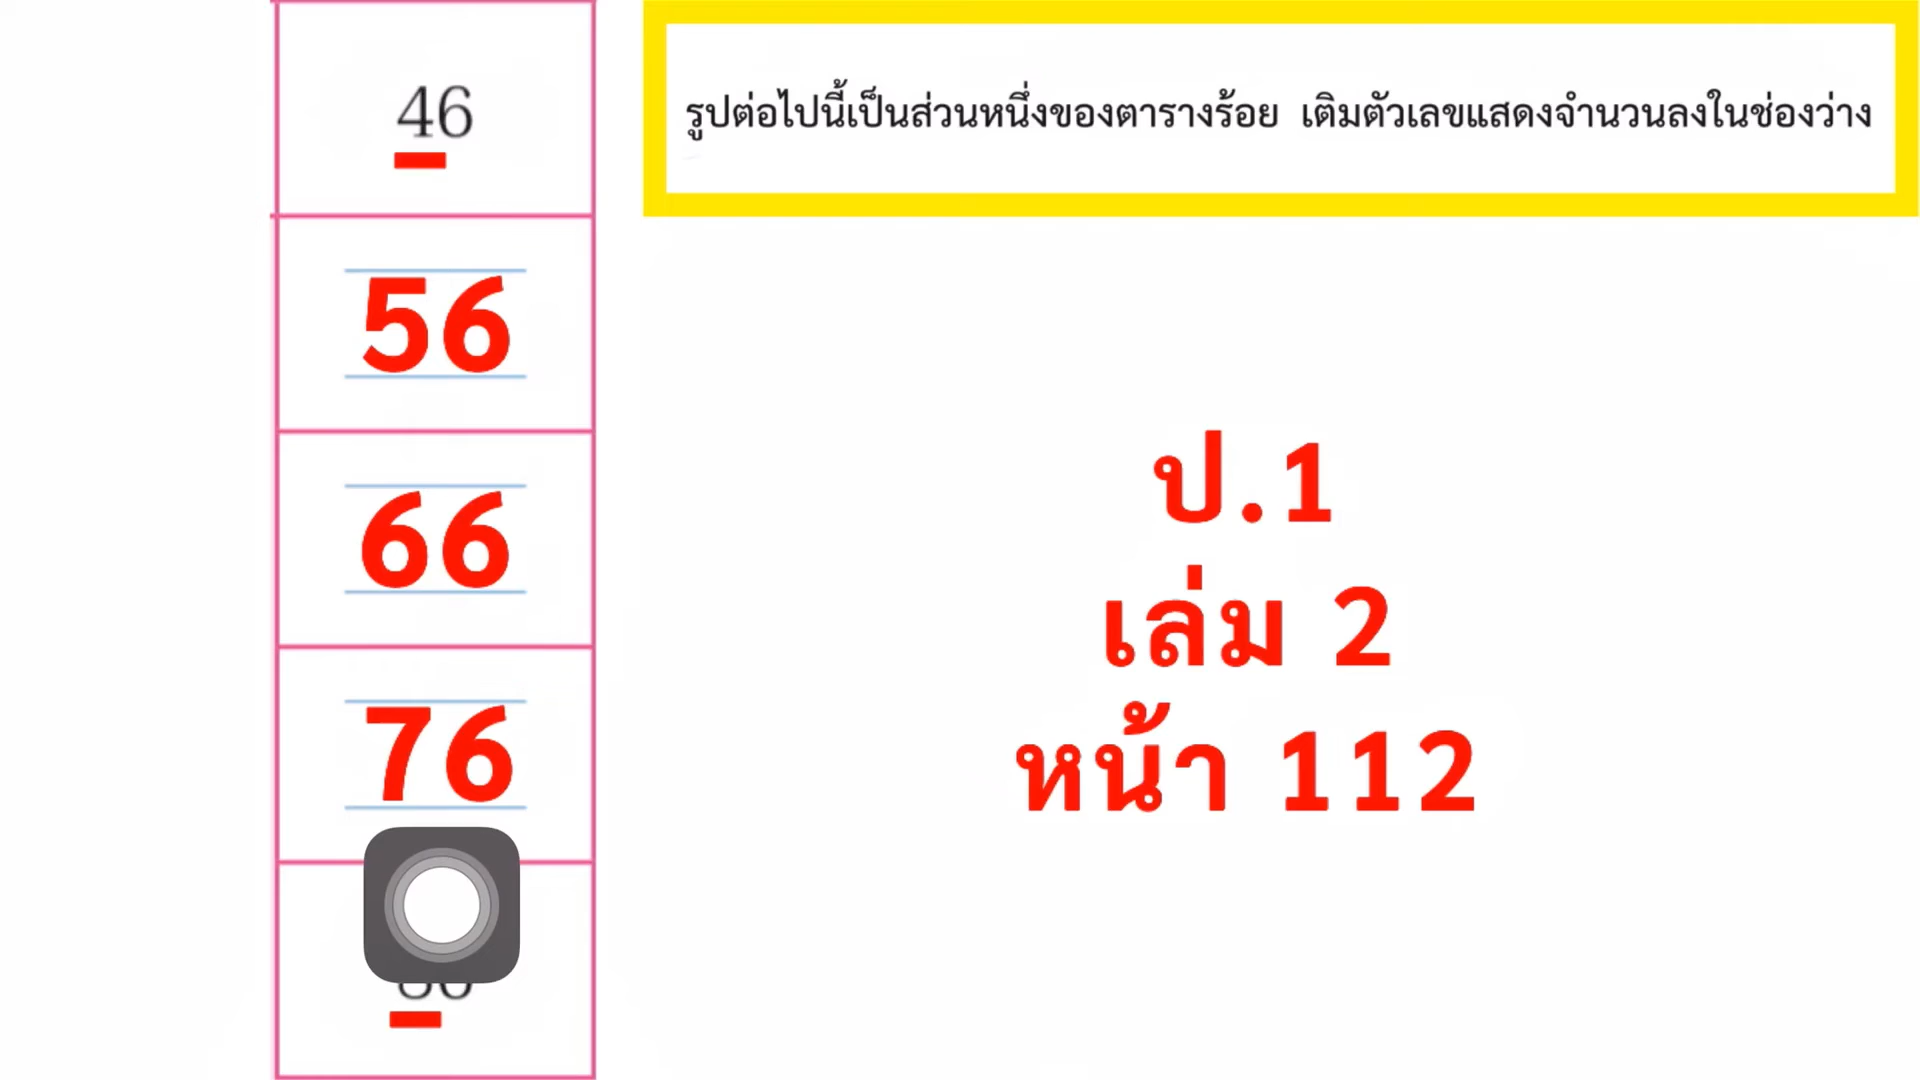 46
รูปต่อไปนี้เป็นส่วนหนึ่งของตารางร้อย เติมตัวเลขแสดงจำนวนลงในช่องว่าง
56
66
76
ป.1
เล่ม 2
หน้า 112